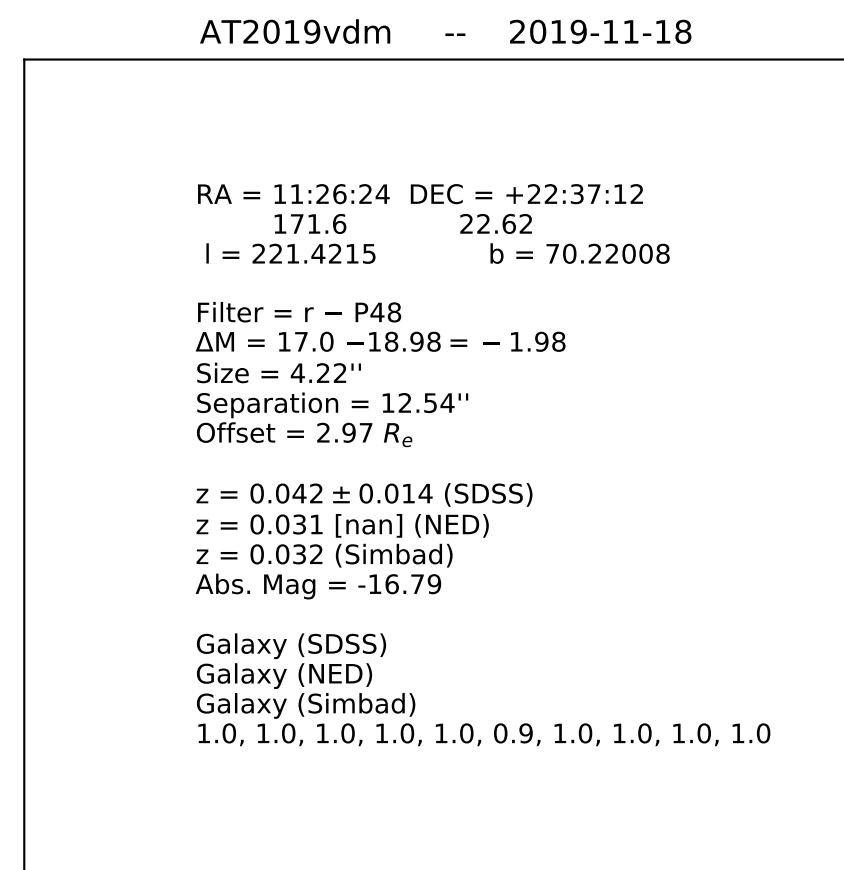 AT2019vdm -- 2019-11-18
RA = 11:26:24 DEC = +22:37:12
171.6 22.62
l = 221.4215 b = 70.22008
Filter = r − P48
ΔM = 17.0 −18.98 = − 1.98
Size = 4.22''
Separation = 12.54''
Offset = 2.97 Rₑ
z = 0.042 ± 0.014 (SDSS)
z = 0.031 [nan] (NED)
z = 0.032 (Simbad)
Abs. Mag = -16.79
Galaxy (SDSS)
Galaxy (NED)
Galaxy (Simbad)
1.0, 1.0, 1.0, 1.0, 1.0, 0.9, 1.0, 1.0, 1.0, 1.0